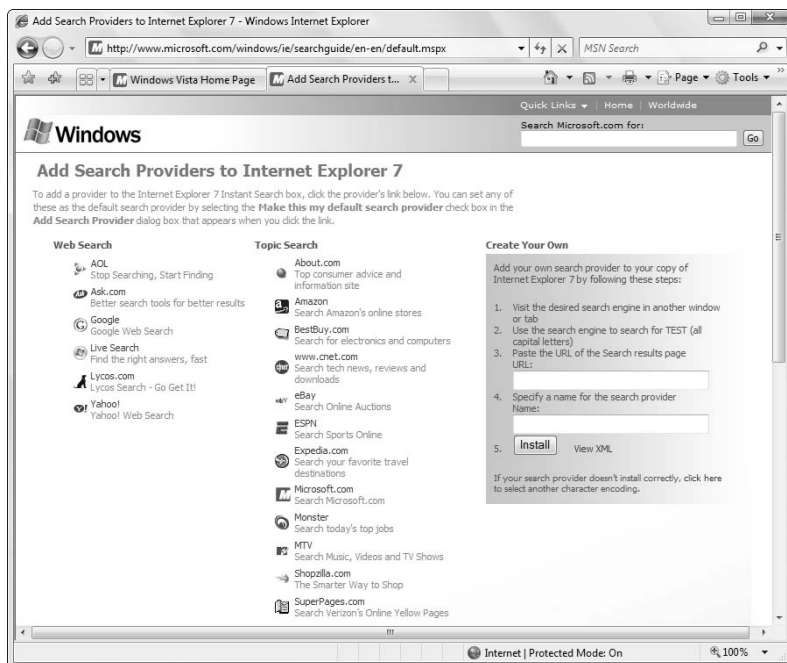 Add Search Providers to Internet Explorer 7 - Windows Internet Explorer
http://www.microsoft.com/windows/ie/searchguide/en-en/default.mspx
MSN Search
Windows Vista Home Page
Add Search Providers t...
Page
Tools
Quick Links
Home
Worldwide
Windows
Search Microsoft.com for:
Go
Add Search Providers to Internet Explorer 7
To add a provider to the Internet Explorer 7 Instant Search box, click the provider's link below. You can set any of
these as the default search provider by selecting the Make this my default search provider check box in the
Add Search Provider dialog box that appears when you click the link.
Web Search
AOL
Stop Searching, Start Finding
Ask.com
Better search tools for better results
Google
Google Web Search
Live Search
Find the right answers, fast
Lycos.com
Lycos Search - Go Get It!
Yahoo!
Yahoo! Web Search
Topic Search
About.com
Top consumer advice and
information site
Amazon
Search Amazon's online stores
BestBuy.com
Search for electronics and computers
www.cnet.com
Search tech news, reviews and
downloads
eBay
Search Online Auctions
ESPN
Search Sports Online
Expedia.com
Search your favorite travel
destinations
Microsoft.com
Search Microsoft.com
Monster
Search today's top jobs
MTV
Search Music, Videos and TV Shows
Shopzilla.com
The Smarter Way to Shop
SuperPages.com
Search Verizon's Online Yellow Pages
Create Your Own
Add your own search provider to your copy of
Internet Explorer 7 by following these steps:
1. Visit the desired search engine in another window
or tab
2. Use the search engine to search for TEST (all
capital letters)
3. Paste the URL of the Search results page
URL:
4. Specify a name for the search provider
Name:
5. Install View XML
If your search provider doesn't install correctly, click here
to select another character encoding.
Internet | Protected Mode: On
100%